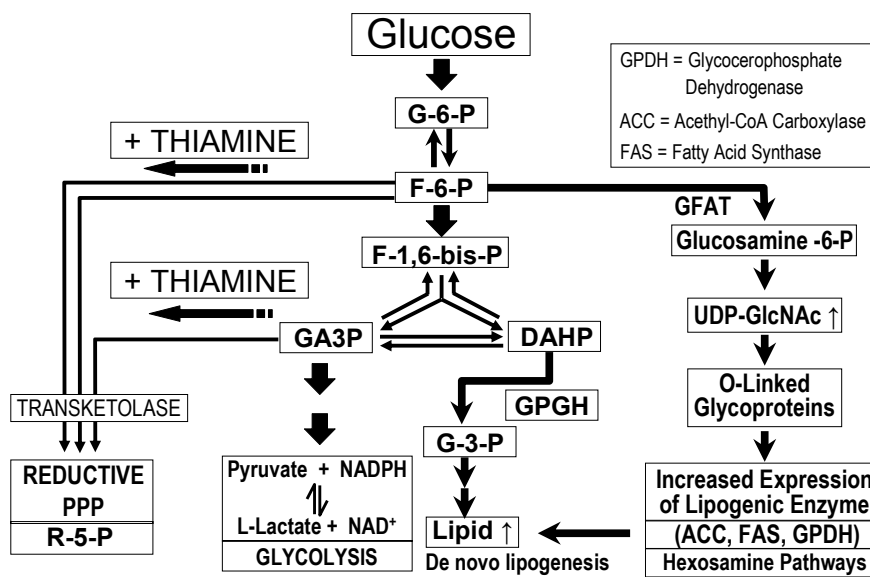 Glucose
GPDH = Glycocerophosphate
Dehydrogenase
ACC = Acethyl-CoA Carboxylase
FAS = Fatty Acid Synthase
G-6-P
+ THIAMINE
F-6-P
GFAT
Glucosamine -6-P
F-1,6-bis-P
+ THIAMINE
UDP-GlcNAc ↑
GA3P
DAHP
O-Linked
Glycoproteins
TRANSKETOLASE
GPGH
G-3-P
REDUCTIVE
PPP
R-5-P
Pyruvate + NADPH
L-Lactate + NAD⁺
GLYCOLYSIS
Lipid ↑
De novo lipogenesis
Increased Expression
of Lipogenic Enzyme
(ACC, FAS, GPDH)
Hexosamine Pathways